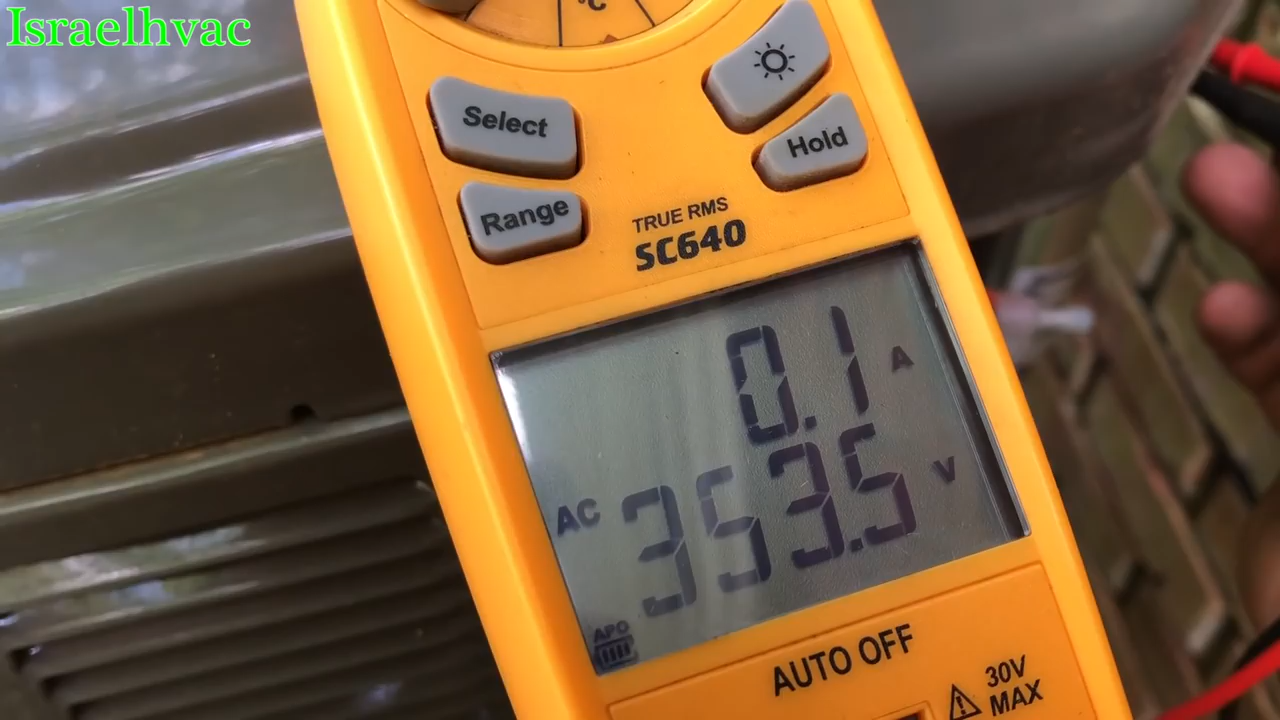 Israelhvac
°C
Select
Hold
Range
TRUE RMS
SC640
0.1 A
AC 353.5 V
APO
AUTO OFF
30V
MAX